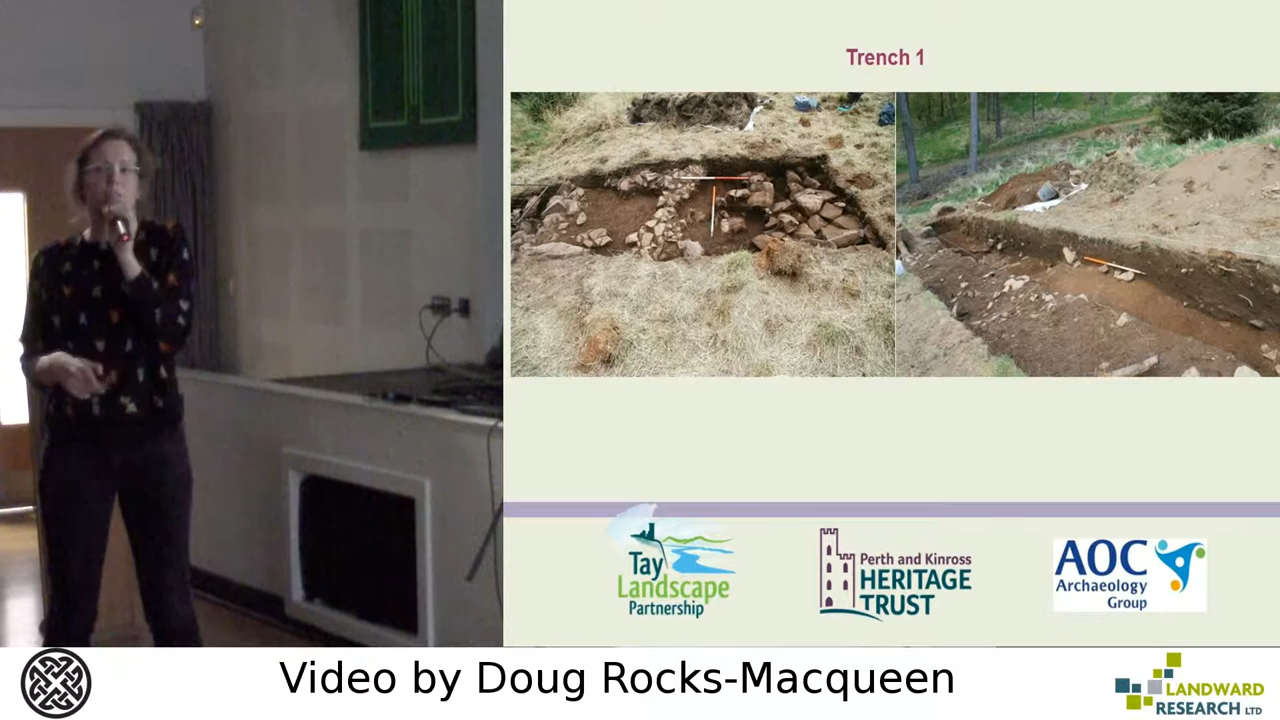 Trench 1
Tay
Landscape
Partnership
Perth and Kinross
HERITAGE
TRUST
AOC
Archaeology
Group
Video by Doug Rocks-Macqueen
LANDWARD
RESEARCH LTD